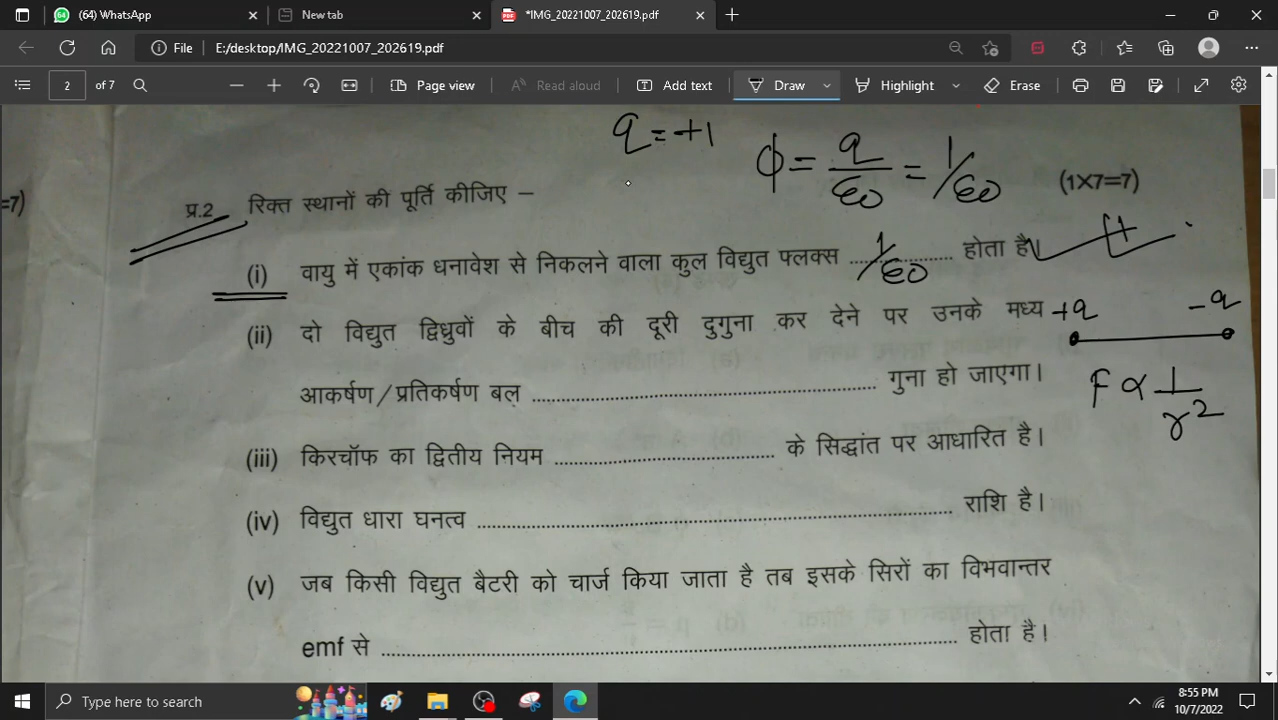 (64) WhatsApp
New tab
*IMG_20221007_202619.pdf
File
E:/desktop/IMG_20221007_202619.pdf
2 of 7
Page view
Read aloud
Add text
Draw
Highlight
Erase
q = +1
ϕ = q/ε0 = 1/ε0
=7)
प्र.2 रिक्त स्थानों की पूर्ति कीजिए –
(1×7=7)
(i) वायु में एकांक धनावेश से निकलने वाला कुल विद्युत फ्लक्स ...1/ε0... होता है।
(ii) दो विद्युत द्विध्रुवों के बीच की दूरी दुगुना कर देने पर उनके मध्य
+q -q
आकर्षण/प्रतिकर्षण बल ........................ गुना हो जाएगा।
F ∝ 1/r²
(iii) किरचॉफ का द्वितीय नियम ........................ के सिद्धांत पर आधारित है।
(iv) विद्युत धारा घनत्व ........................ राशि है।
(v) जब किसी विद्युत बैटरी को चार्ज किया जाता है तब इसके सिरों का विभवान्तर
emf से ........................ होता है।
Type here to search
8:55 PM
10/7/2022